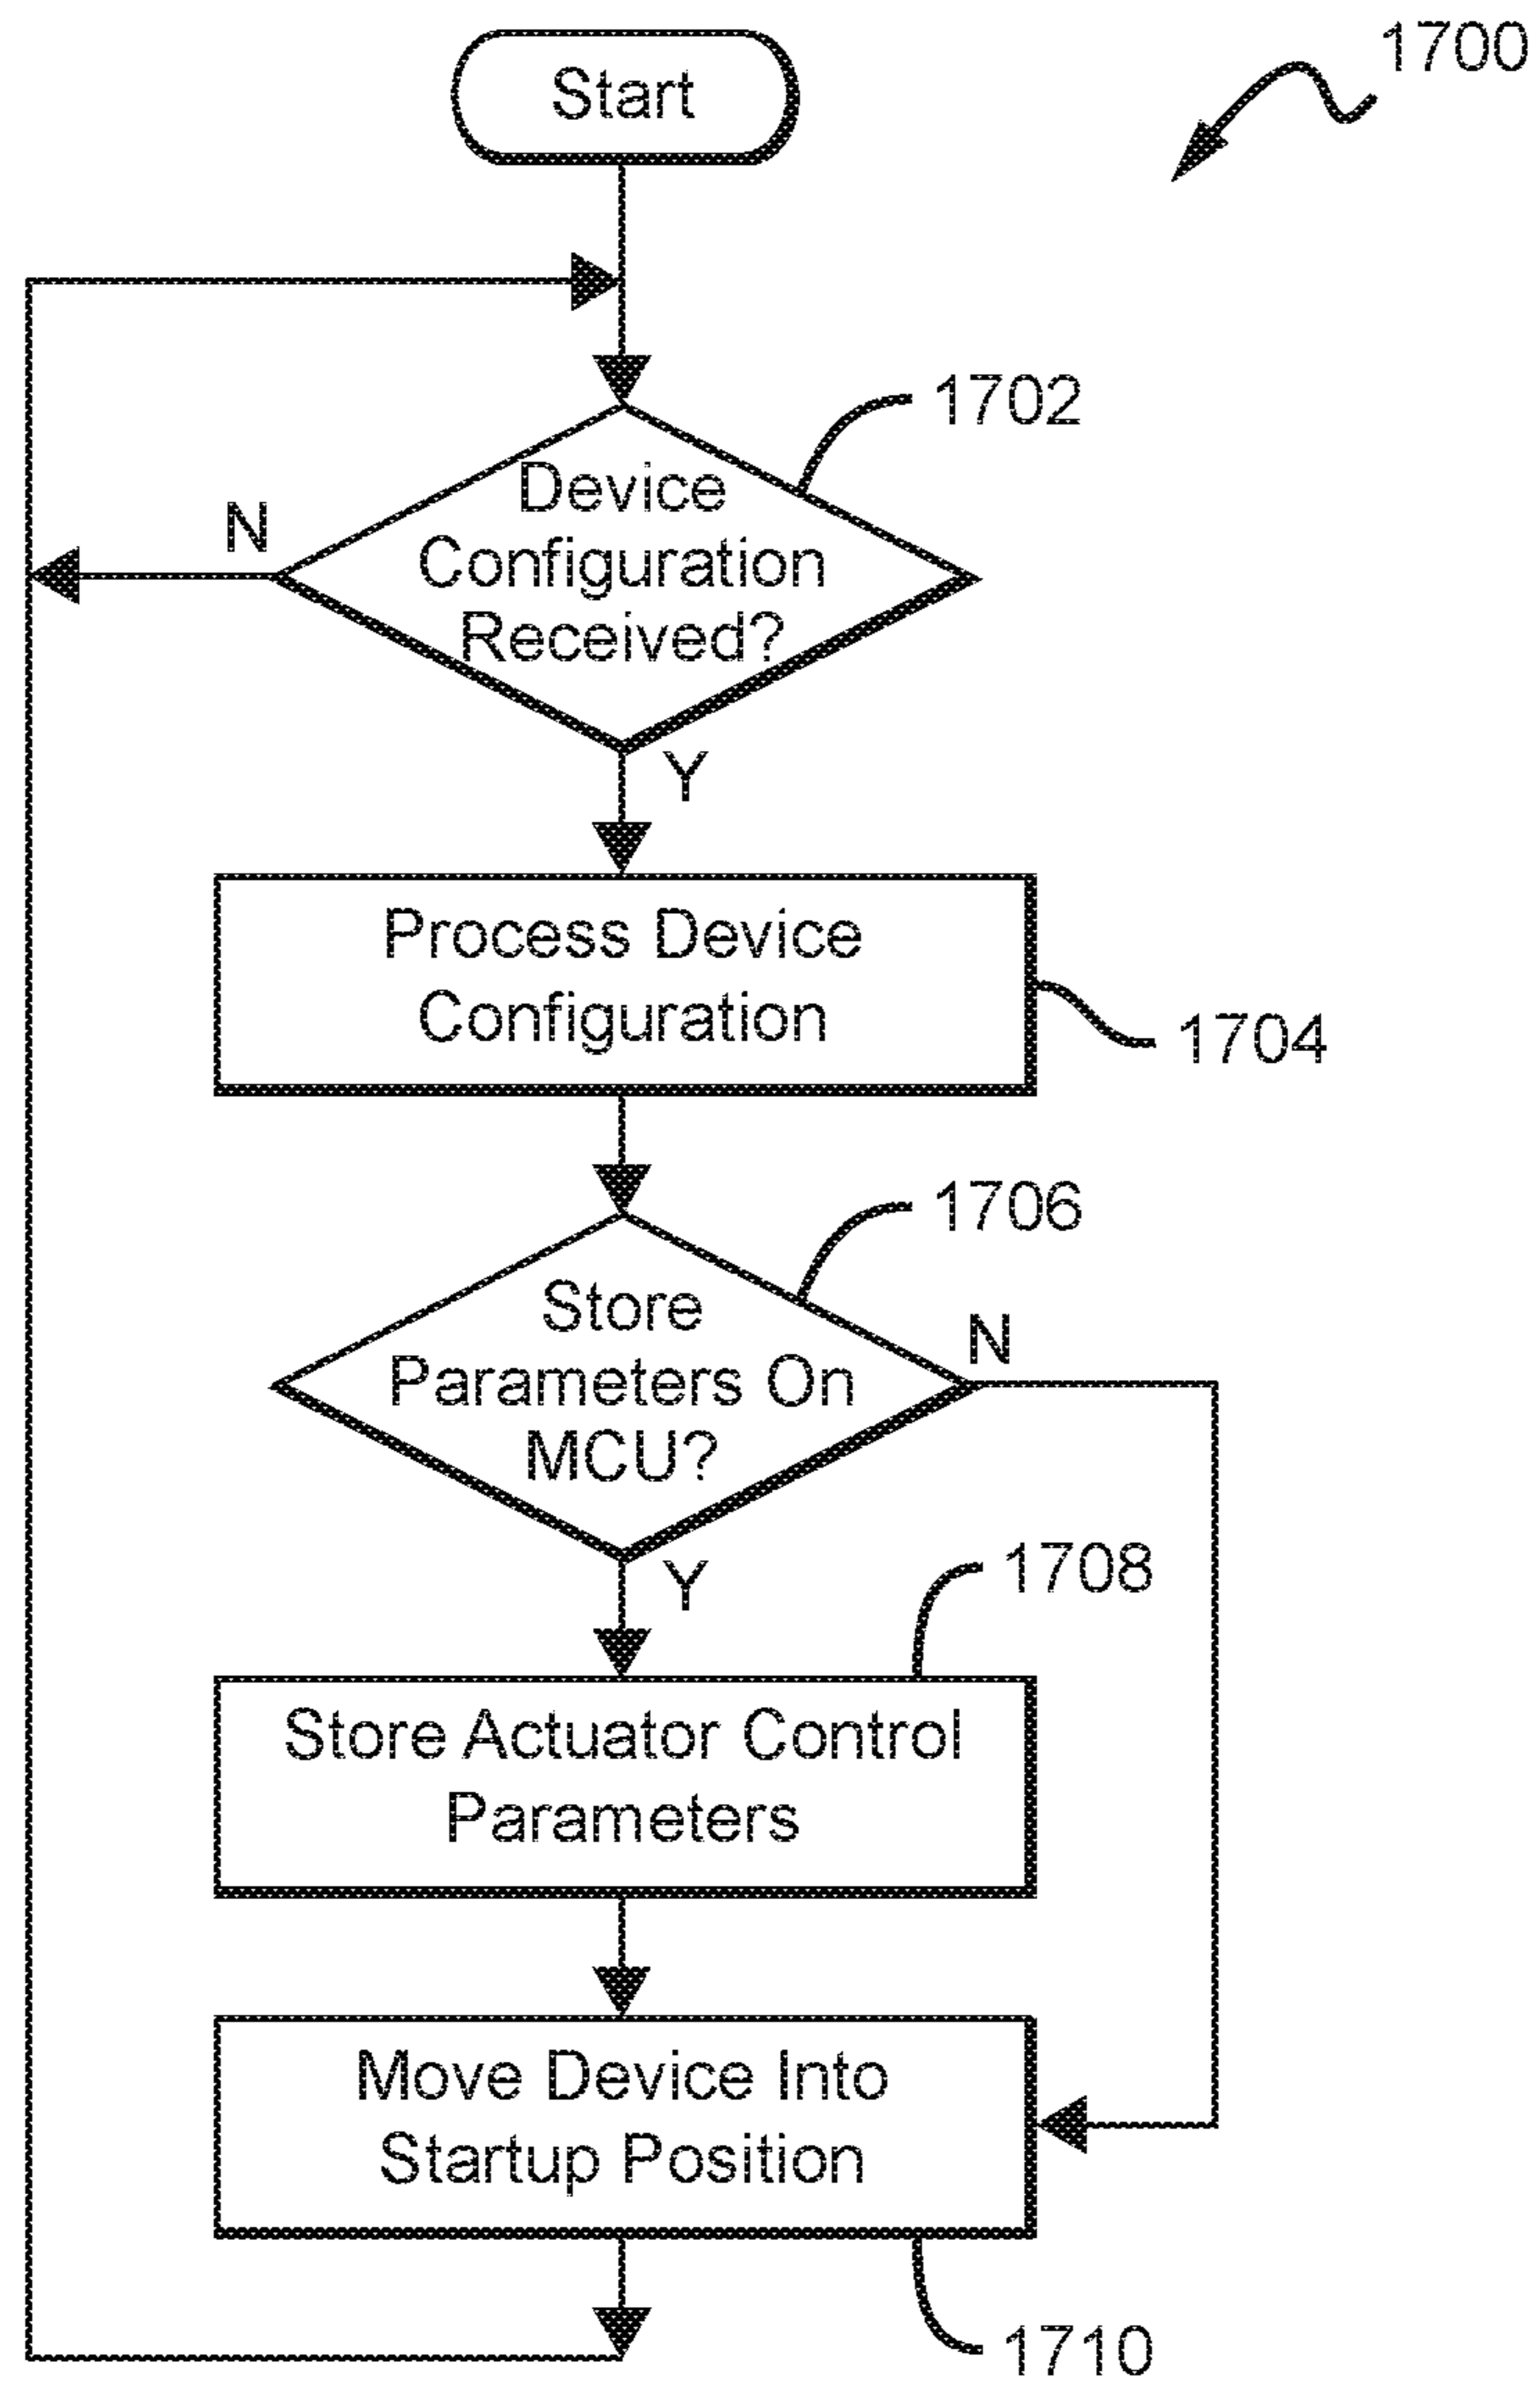 1700
Start
1702
Device
Configuration
Received?
N
Y
Process Device
Configuration
1704
1706
Store
Parameters On
MCU?
N
Y
1708
Store Actuator Control
Parameters
Move Device Into
Startup Position
1710